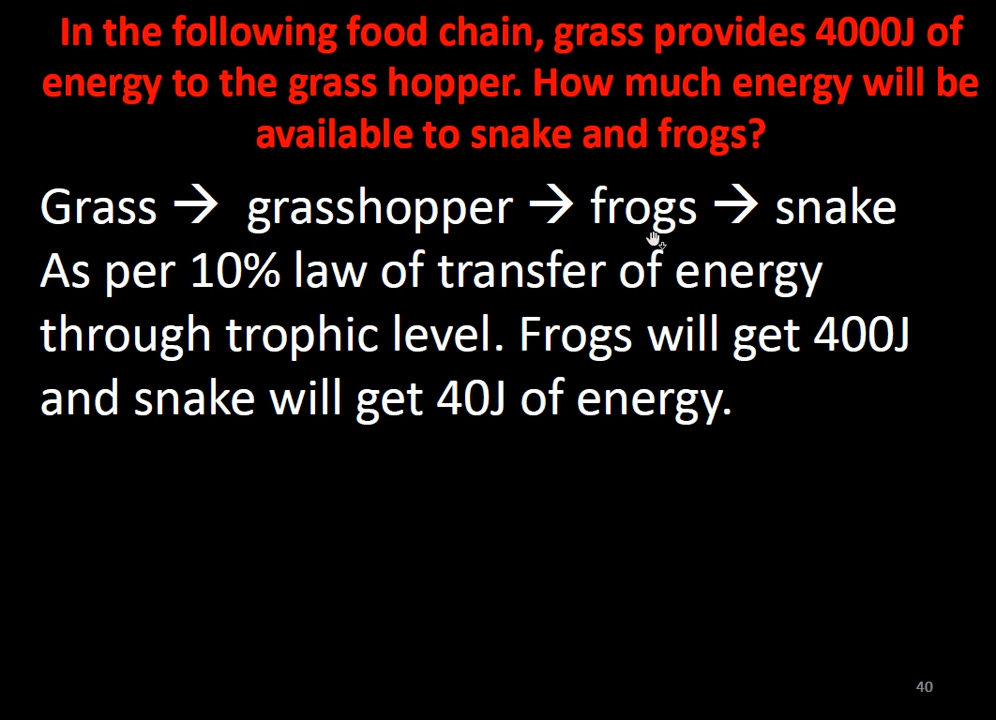 In the following food chain, grass provides 4000J of
energy to the grass hopper. How much energy will be
available to snake and frogs?
Grass → grasshopper → frogs → snake
As per 10% law of transfer of energy
through trophic level. Frogs will get 400J
and snake will get 40J of energy.
40